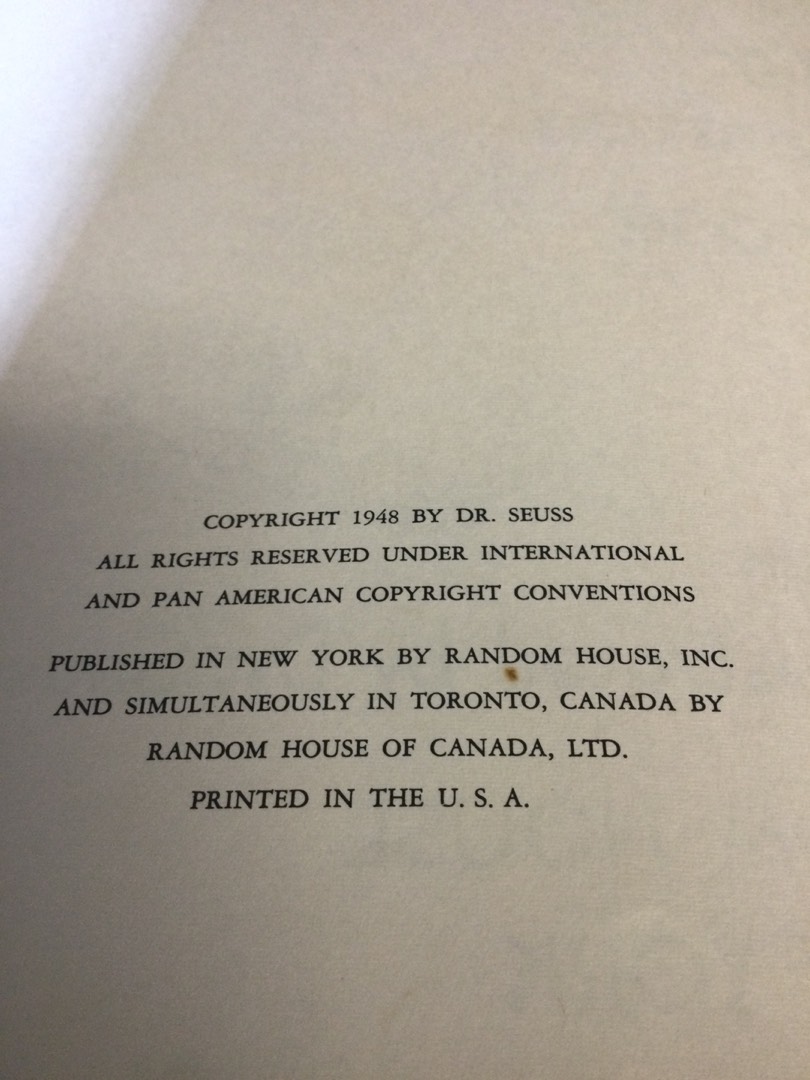 COPYRIGHT 1948 BY DR. SEUSS
ALL RIGHTS RESERVED UNDER INTERNATIONAL
AND PAN AMERICAN COPYRIGHT CONVENTIONS
PUBLISHED IN NEW YORK BY RANDOM HOUSE, INC.
AND SIMULTANEOUSLY IN TORONTO, CANADA BY
RANDOM HOUSE OF CANADA, LTD.
PRINTED IN THE U. S. A.